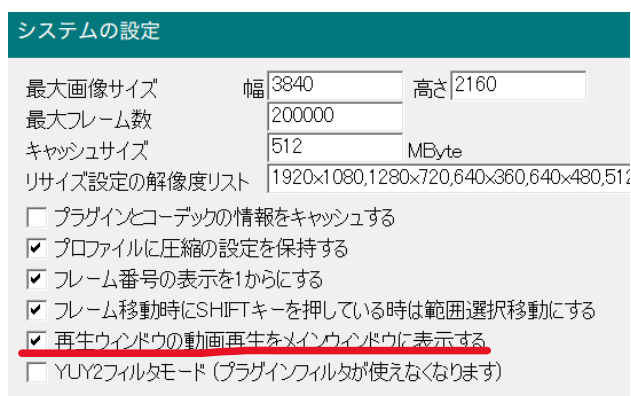 システムの設定
最大画像サイズ 幅 3840 高さ 2160
最大フレーム数 200000
キャッシュサイズ 512 MByte
リサイズ設定の解像度リスト 1920x1080,1280x720,640x360,640x480,512
プラグインとコーデックの情報をキャッシュする
プロファイルに圧縮の設定を保持する
フレーム番号の表示を1からにする
フレーム移動時にSHIFTキーを押している時は範囲選択移動にする
再生ウィンドウの動画再生をメインウィンドウに表示する
YUY2フィルタモード (プラグインフィルタが使えなくなります)